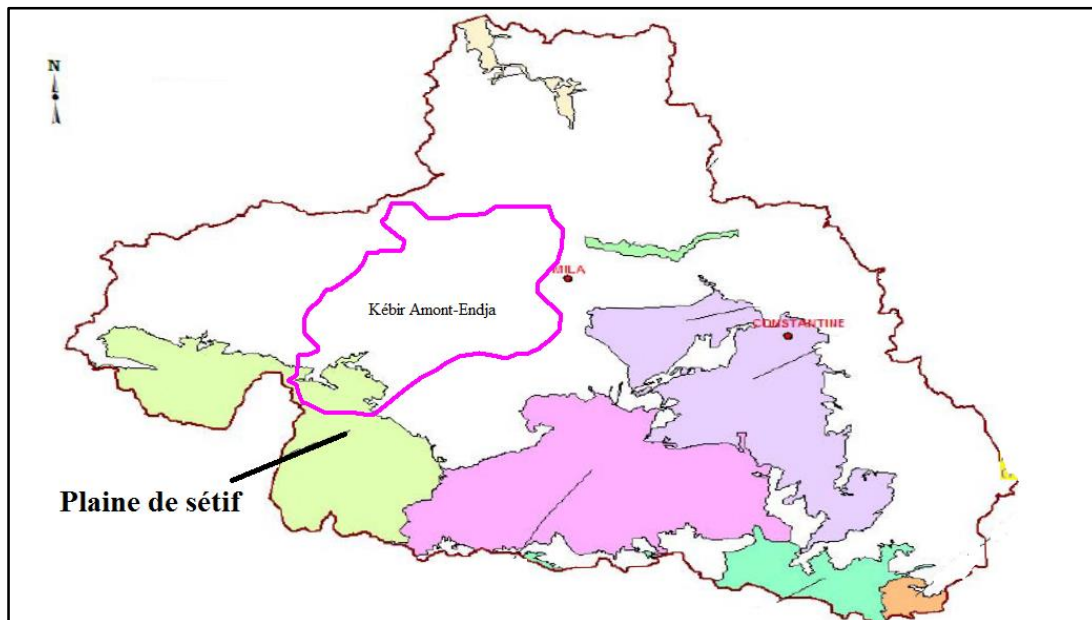 N
MILA
Kébir Amont-Endja
CONSTANTINE
Plaine de sétif